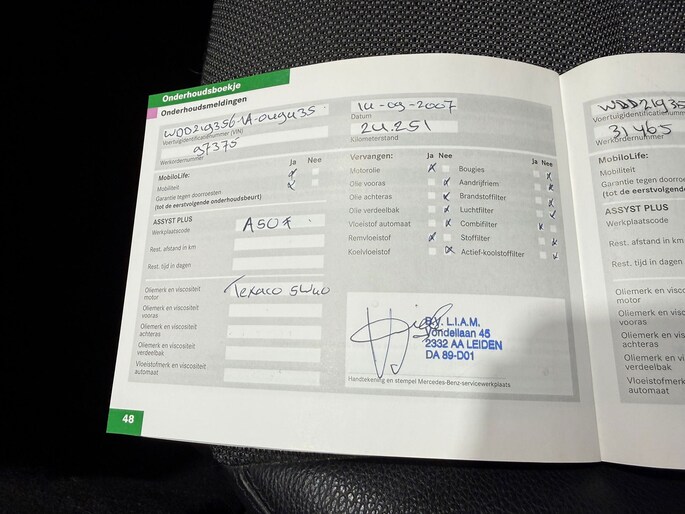 Onderhoudsboekje
Onderhoudsmeldingen
Voertuigidentificatienummer (VIN)
97375
Werkordernummer
14-09-2007
Datum
24.251
Kilometerstand
Ja Nee
MobiloLife:
Mobiliteit
Garantie tegen doorroesten
(tot de eerstvolgende onderhoudsbeurt)
ASSYST PLUS
Werkplaatscode
Rest. afstand in km
Rest. tijd in dagen
Oliemerk en viscositeit
motor
Texaco 5W40
Oliemerk en viscositeit
vooras
Oliemerk en viscositeit
achteras
Oliemerk en viscositeit
verdeelbak
Vloeistofmerk en viscositeit
automaat
Vervangen: Ja Nee
Motorolie
Olie vooras
Olie achteras
Olie verdeelbak
Vloeistof automaat
Remvloeistof
Koelvloeistof
Ja Nee
Bougies
Aandrijfriem
Brandstoffilter
Luchtfilter
Combifilter
Stoffilter
Actief-koolstoffilter
B.V. L.I.A.M.
Vondellaan 45
2332 AA LEIDEN
DA 89-D01
Handtekening en stempel Mercedes-Benz-servicewerkplaats
48
WDD21935
31465
Werkordernummer
MobiloLife:
Mobiliteit
Garantie tegen
(tot de eerstvolgende
ASSYST PLUS
Werkplaatscode
Rest. afstand in km
Rest. tijd in dagen
Oliemerk en
motor
Oliemerk en
vooras
Oliemerk en
achteras
Oliemerk en
verdeelbak
Vloeistofmerk
automaat